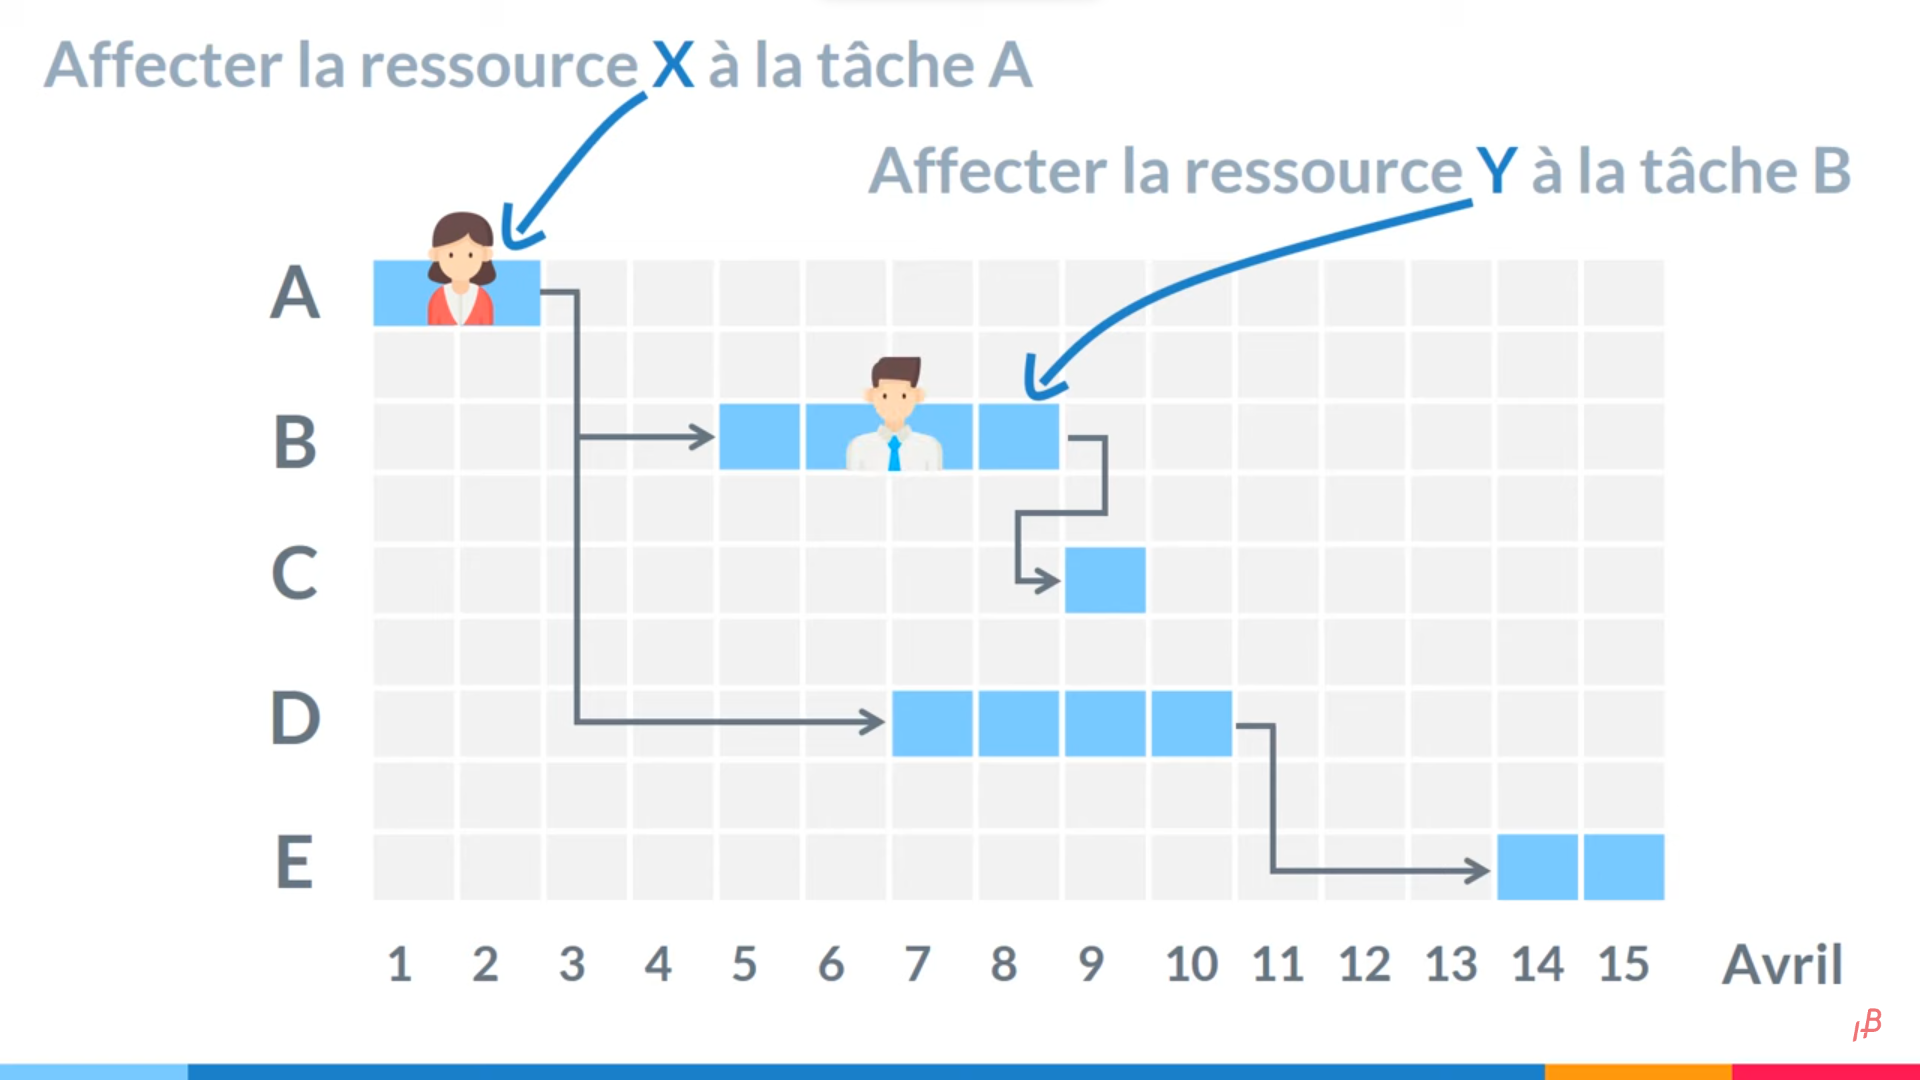 Affecter la ressource X à la tâche A
Affecter la ressource Y à la tâche B
A
B
C
D
E
1 2 3 4 5 6 7 8 9 10 11 12 13 14 15 Avril